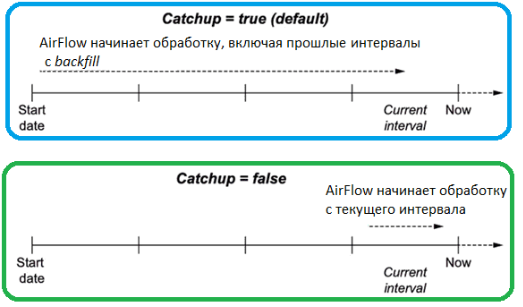 Catchup = true (default)
AirFlow начинает обработку, включая прошлые интервалы
с backfill
Start
date
Current
interval
Now
Catchup = false
AirFlow начинает обработку
с текущего интервала
Start
date
Current
interval
Now